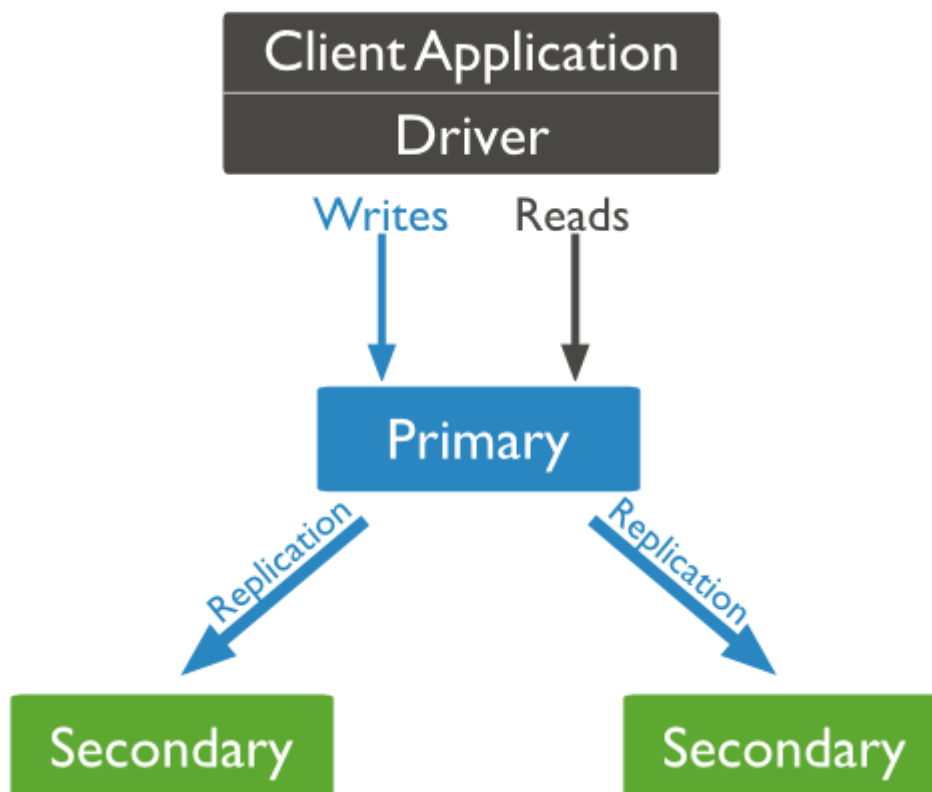 Client Application
Driver
Writes
Reads
Primary
Replication
Replication
Secondary
Secondary